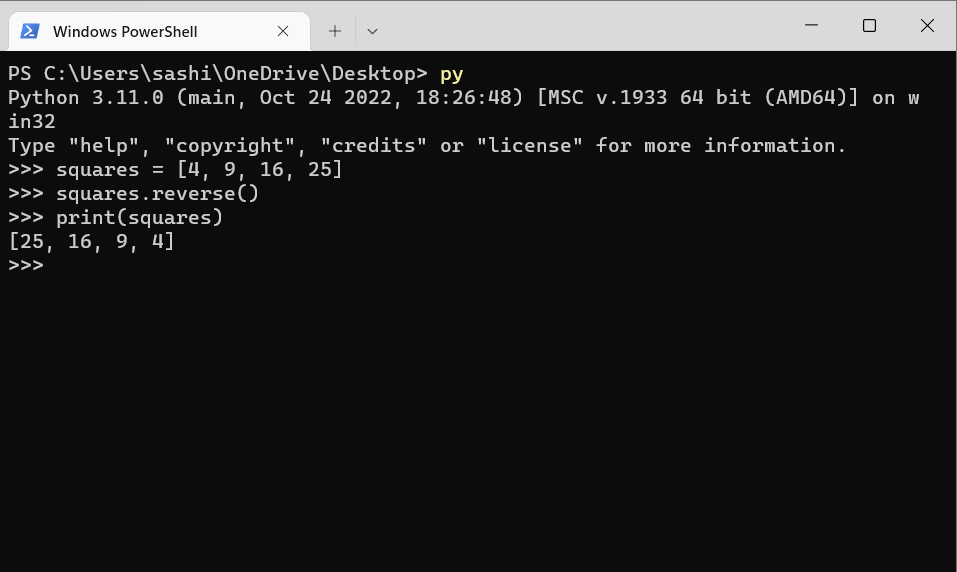 Windows PowerShell
PS C:\Users\sashi\OneDrive\Desktop> py
Python 3.11.0 (main, Oct 24 2022, 18:26:48) [MSC v.1933 64 bit (AMD64)] on w
in32
Type "help", "copyright", "credits" or "license" for more information.
>>> squares = [4, 9, 16, 25]
>>> squares.reverse()
>>> print(squares)
[25, 16, 9, 4]
>>>